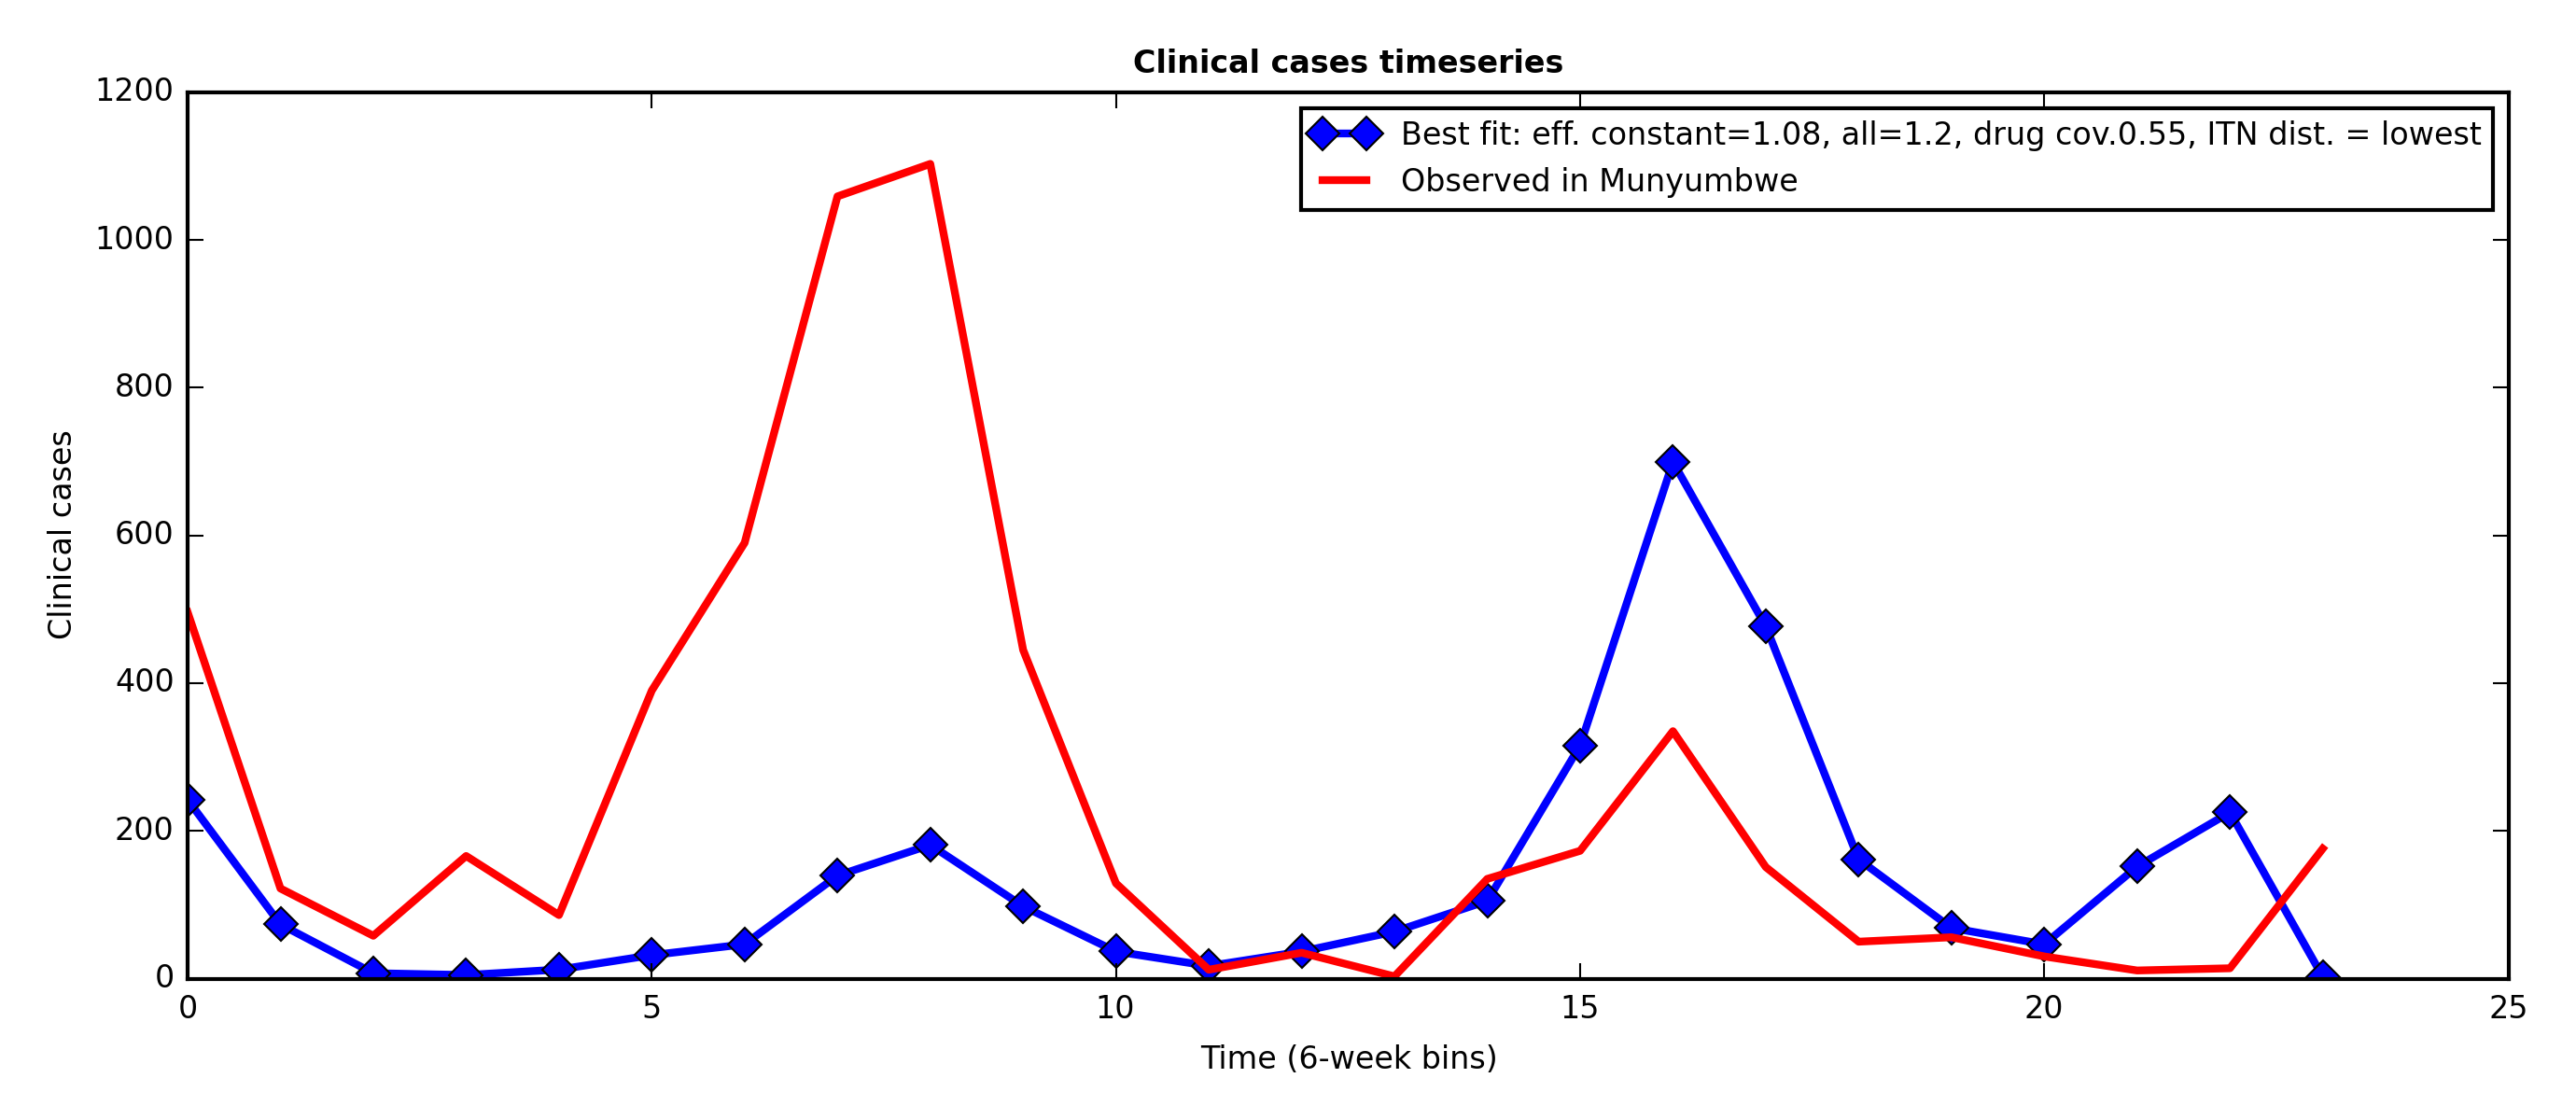 Clinical cases timeseries
1200
1000
800
600
400
200
0
Clinical cases
Best fit: eff. constant=1.08, all=1.2, drug cov.0.55, ITN dist. = lowest
Observed in Munyumbwe
0 5 10 15 20 25
Time (6-week bins)